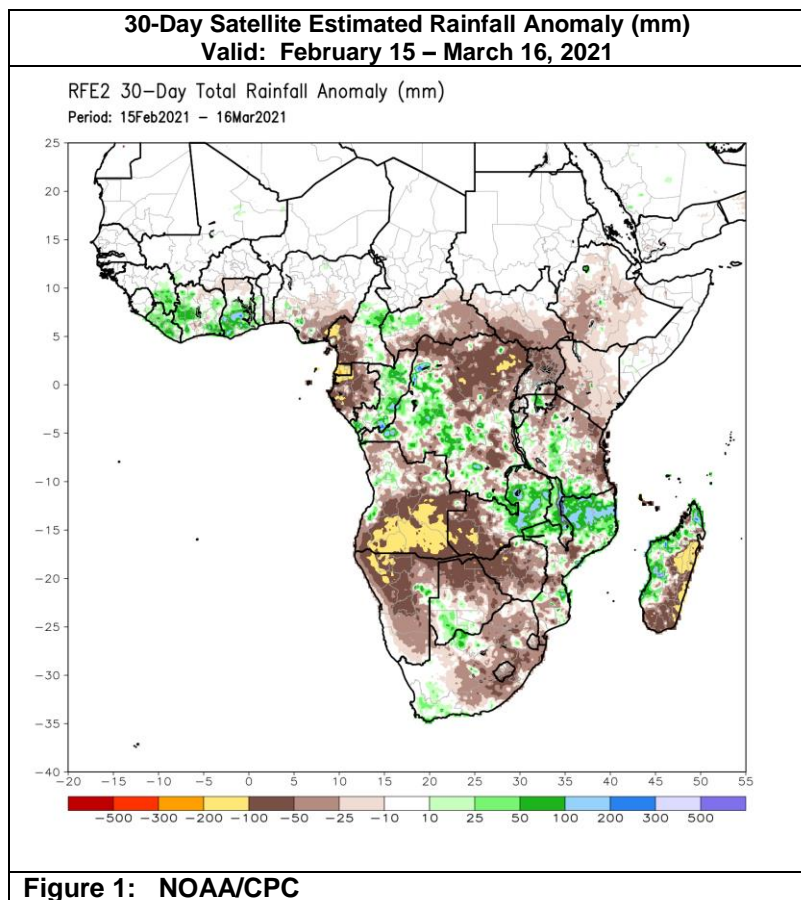 30-Day Satellite Estimated Rainfall Anomaly (mm)
Valid: February 15 – March 16, 2021
RFE2 30-Day Total Rainfall Anomaly (mm)
Period: 15Feb2021 - 16Mar2021
25
20
15
10
5
0
-5
-10
-15
-20
-25
-30
-35
-40
-20 -15 -10 -5 0 5 10 15 20 25 30 35 40 45 50 55
-500 -300 -200 -100 -50 -25 -10 10 25 50 100 200 300 500
Figure 1: NOAA/CPC